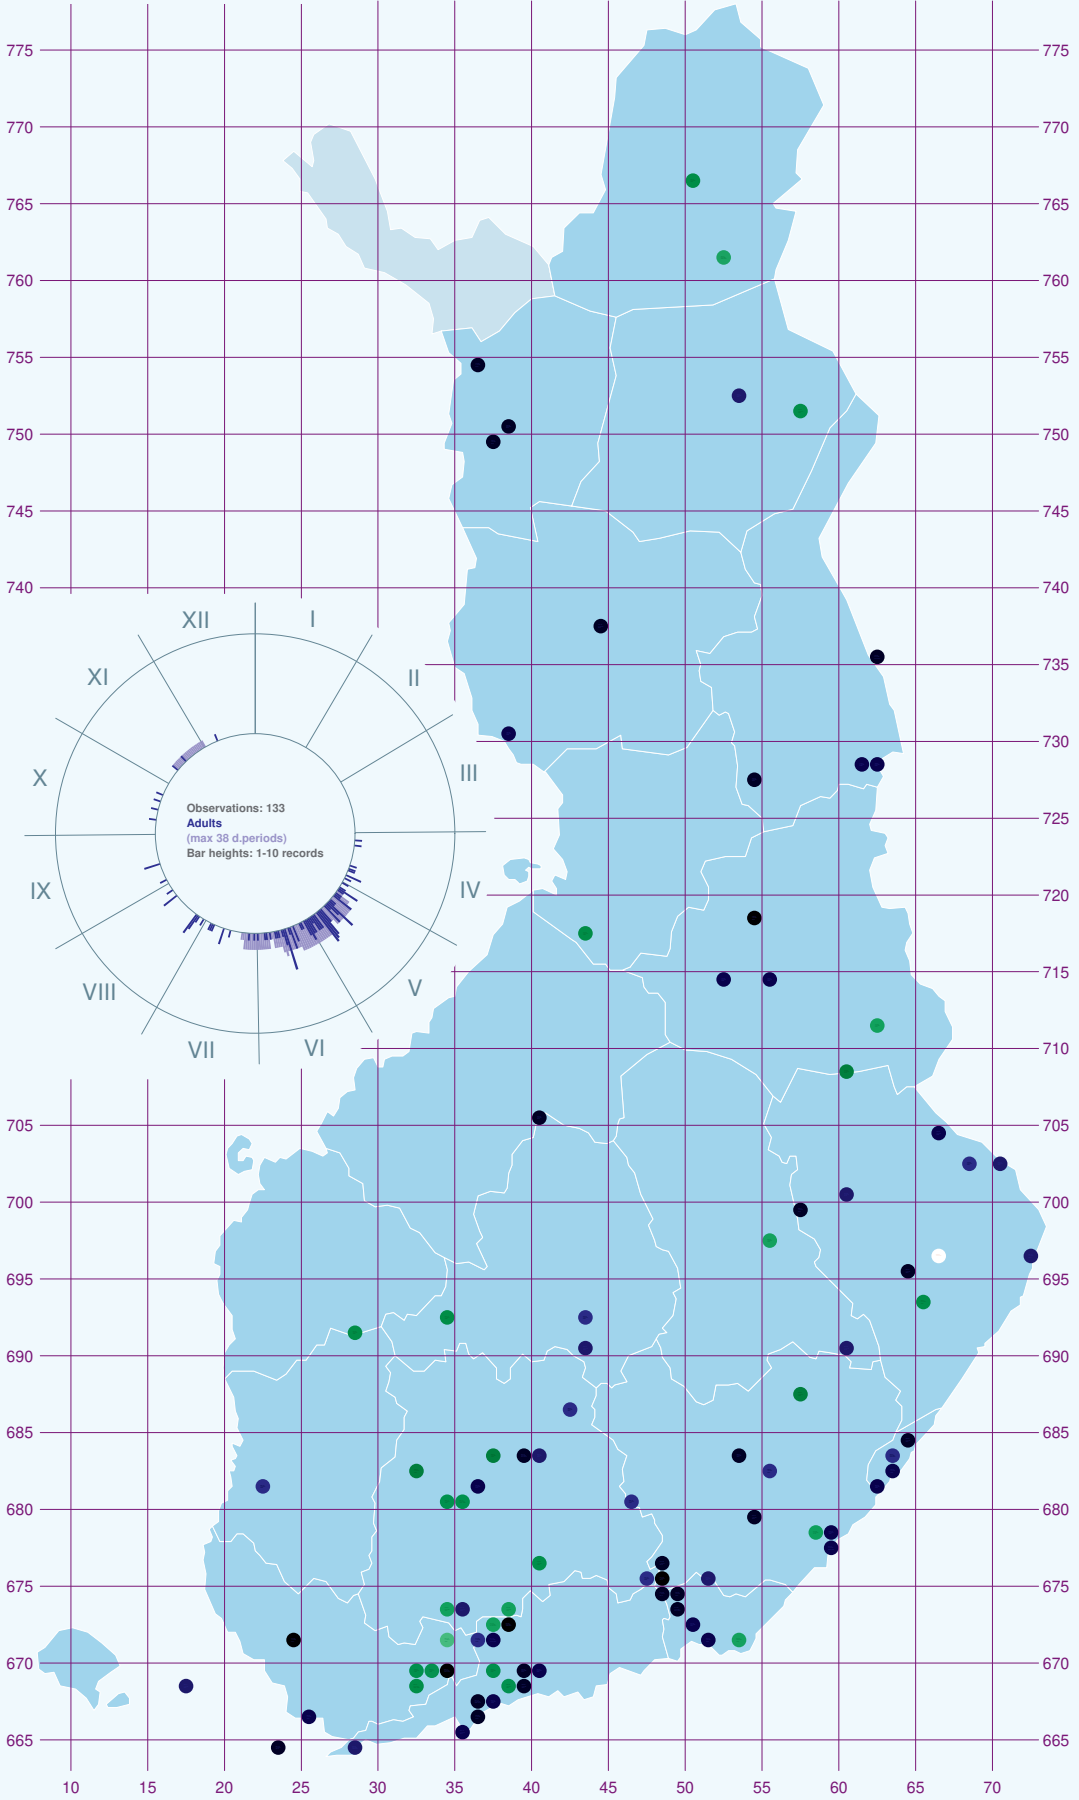 775 775
770 770
765 765
760 760
755 755
750 750
745 745
740 740
XII I
XI II
735
730
X III
725
Observations: 133
Adults
(max 38 d.periods)
Bar heights: 1-10 records
IX IV
720
715
VIII V
VII VI
710
705 705
700 700
695 695
690 690
685 685
680 680
675 675
670 670
665 665
10 15 20 25 30 35 40 45 50 55 60 65 70